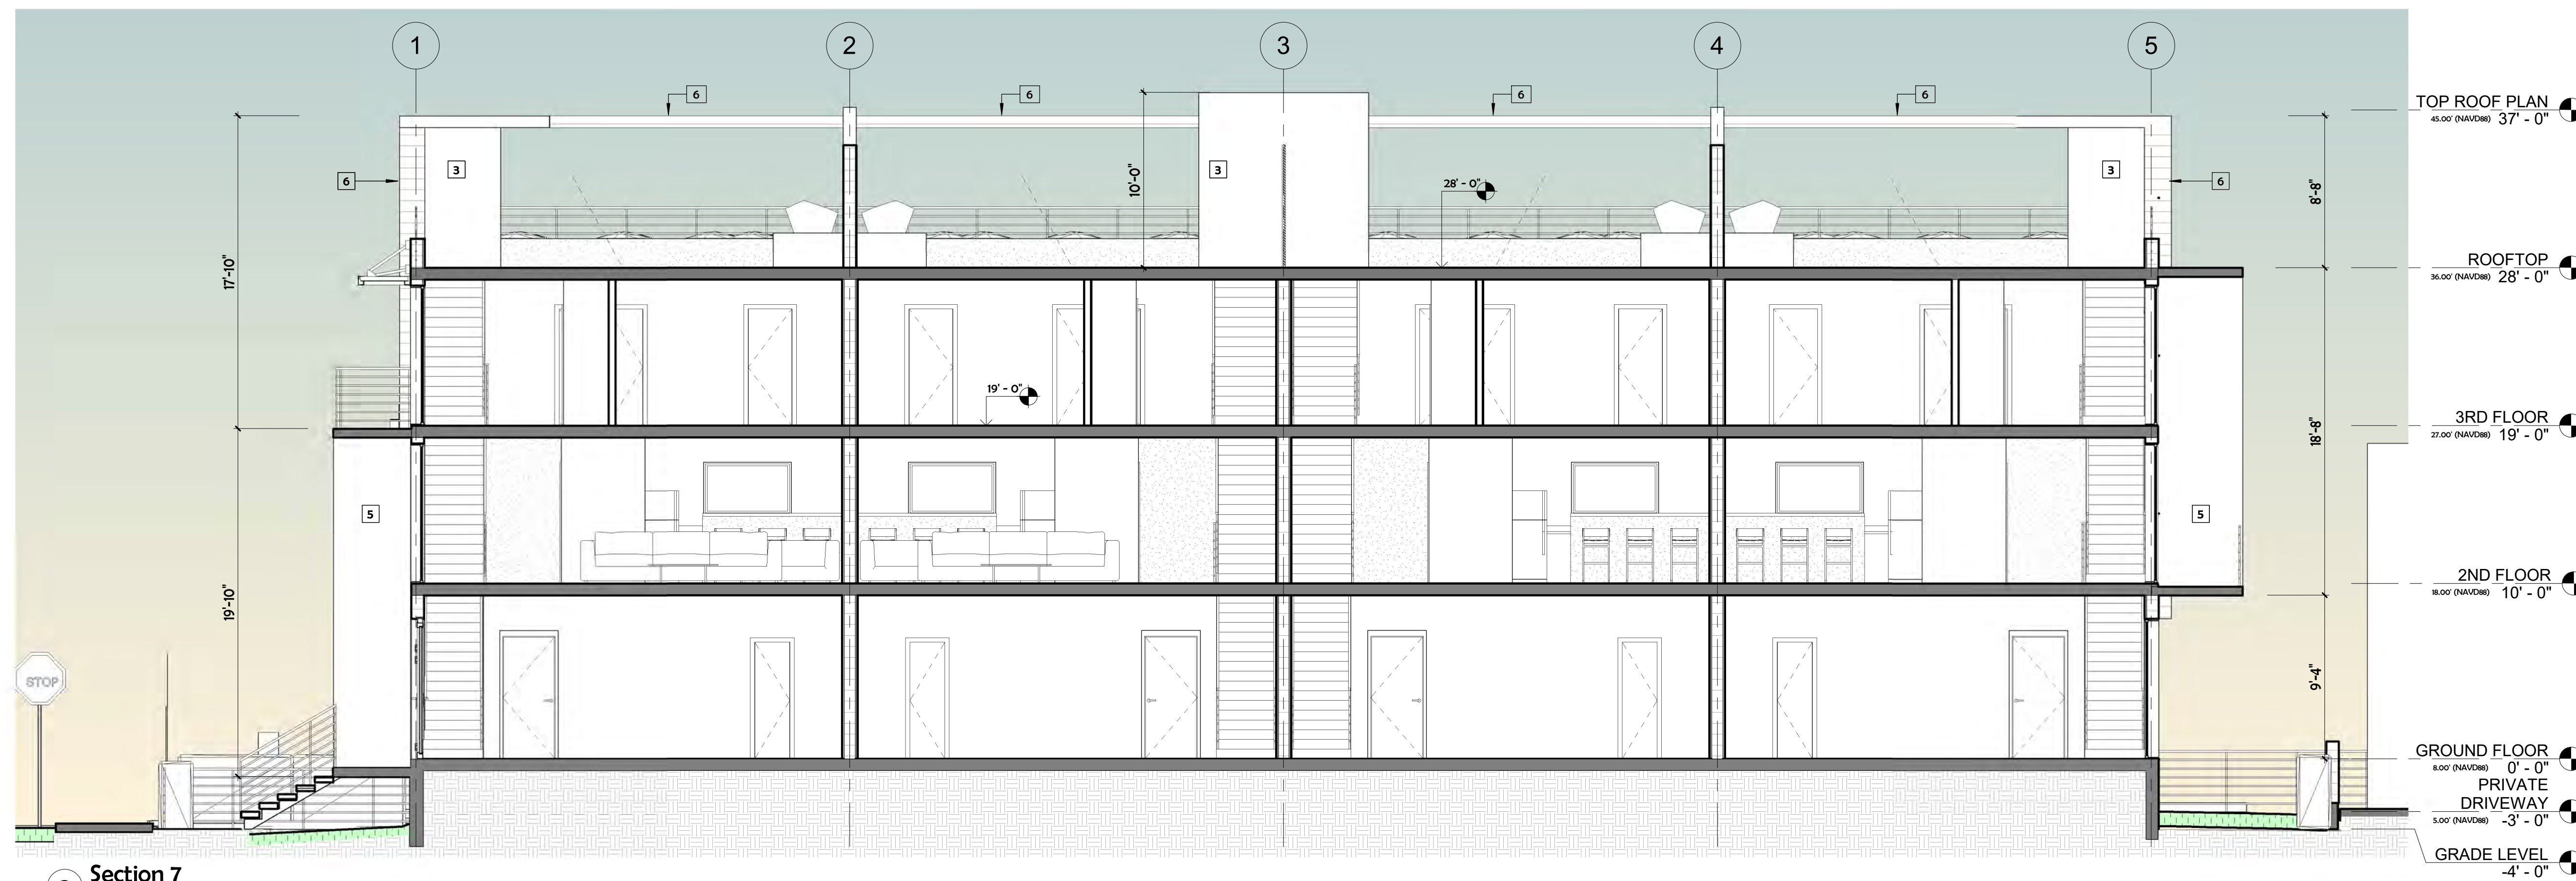 1 2 3 4 5
6 6 6 6
TOP ROOF PLAN
45.00' (NAVD88) 37' - 0"
3 3 3
6 6
10'-0"
28' - 0"
8'-8"
ROOFTOP
36.00' (NAVD88) 28' - 0"
17'-10"
19' - 0"
3RD FLOOR
27.00' (NAVD88) 19' - 0"
18'-8"
5 5
2ND FLOOR
18.00' (NAVD88) 10' - 0"
19'-10"
STOP
9'-4"
GROUND FLOOR
8.00' (NAVD88) 0' - 0"
PRIVATE
DRIVEWAY
5.00' (NAVD88) -3' - 0"
GRADE LEVEL
-4' - 0"
Section 7